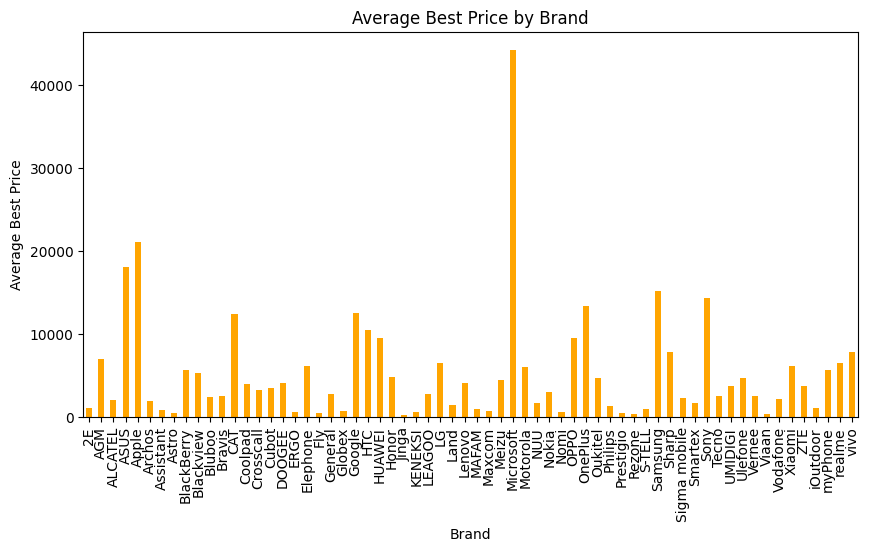 Average Best Price by Brand
Average Best Price
40000
30000
20000
10000
0
2E
AGM
ALCATEL
ASUS
Apple
Archos
Assistant
Astro
BlackBerry
Blackview
Bluboo
Bravis
CAT
Coolpad
Crosscall
Cubot
DOOGEE
ERGO
Elephone
Fly
General
Globex
Google
HTC
HUAWEI
Honor
Jinga
KENEKSI
LEAGOO
LG
Land
Lenovo
MAFAM
Maxcom
Meizu
Microsoft
Motorola
NUU
Nokia
Nomi
OPPO
OnePlus
Oukitel
Philips
Prestigio
Rezone
S-TELL
Samsung
Sharp
Sigma mobile
Smartex
Sony
Tecno
UMIDIGI
Ulefone
Verneo
Viaan
Vodafone
Xiaomi
ZTE
iOutdoor
myPhone
realme
vivo
Brand